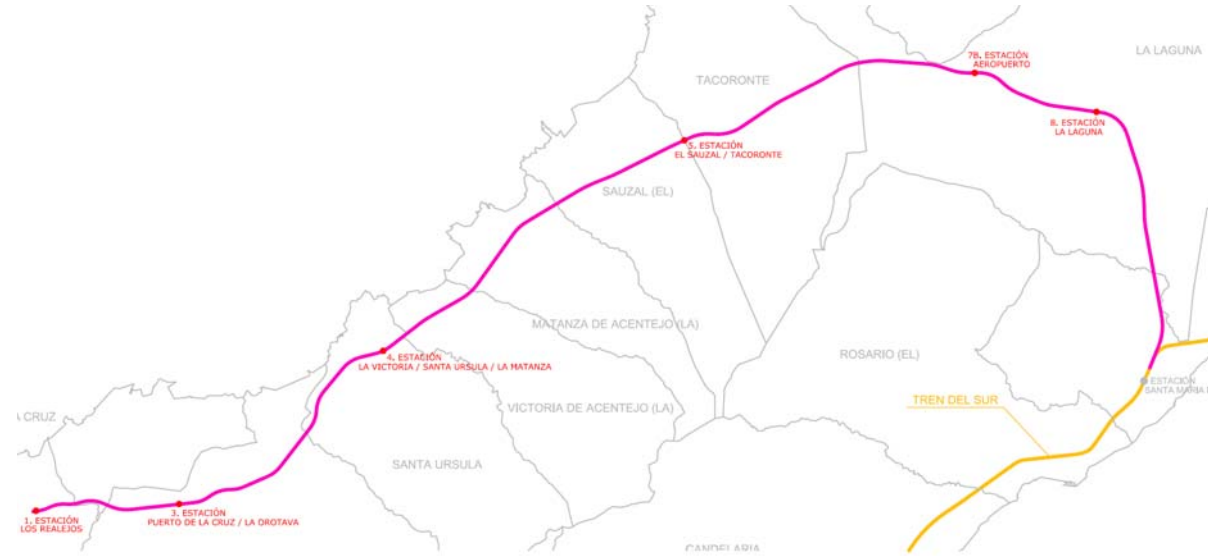 7B. ESTACIÓN
AEROPUERTO
LA LAGUNA
TACORONTE
8. ESTACIÓN
LA LAGUNA
5. ESTACIÓN
EL SAUZAL / TACORONTE
SAUZAL (EL)
MATANZA DE ACENTEJO (LA)
ROSARIO (EL)
4. ESTACIÓN
LA VICTORIA / SANTA URSULA / LA MATANZA
ESTACIÓN
SANTA MARIA
TREN DEL SUR
VICTORIA DE ACENTEJO (LA)
A CRUZ
SANTA URSULA
3. ESTACIÓN
PUERTO DE LA CRUZ / LA OROTAVA
1. ESTACIÓN
LOS REALEJOS
CANDELARIA